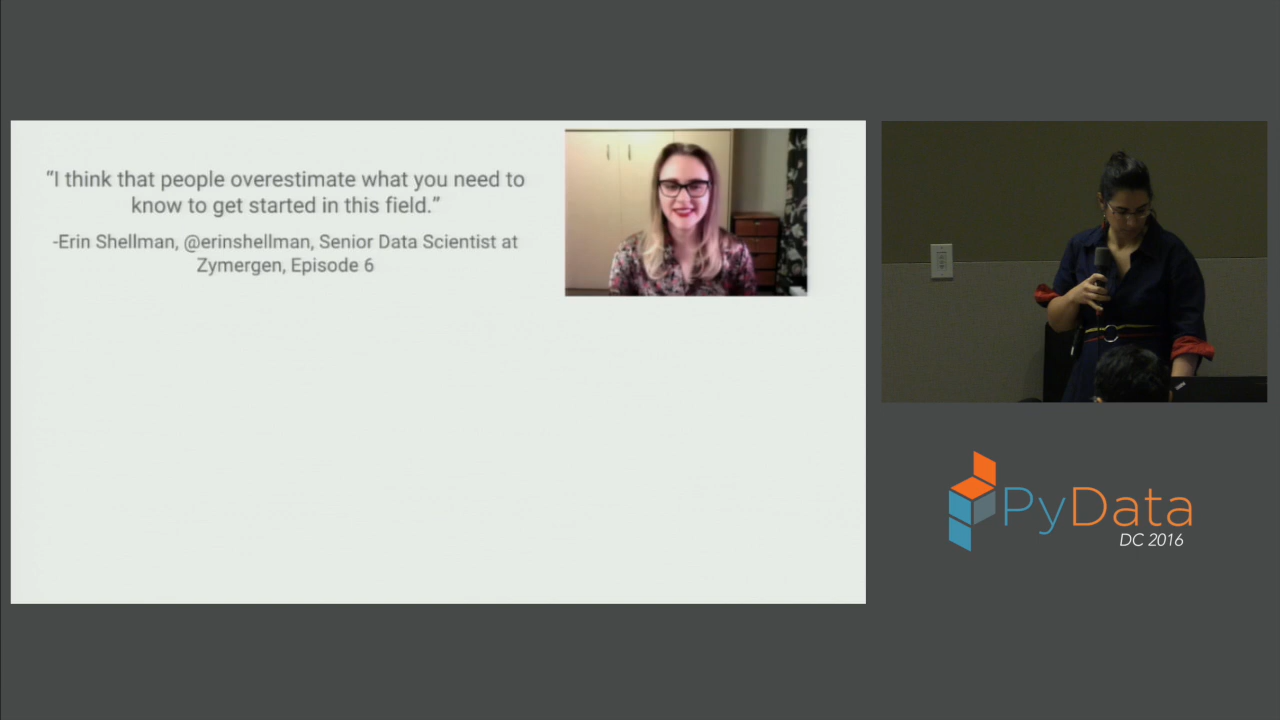 “I think that people overestimate what you need to
know to get started in this field.”
-Erin Shellman, @erinshellman, Senior Data Scientist at
Zymergen, Episode 6
PyData
DC 2016